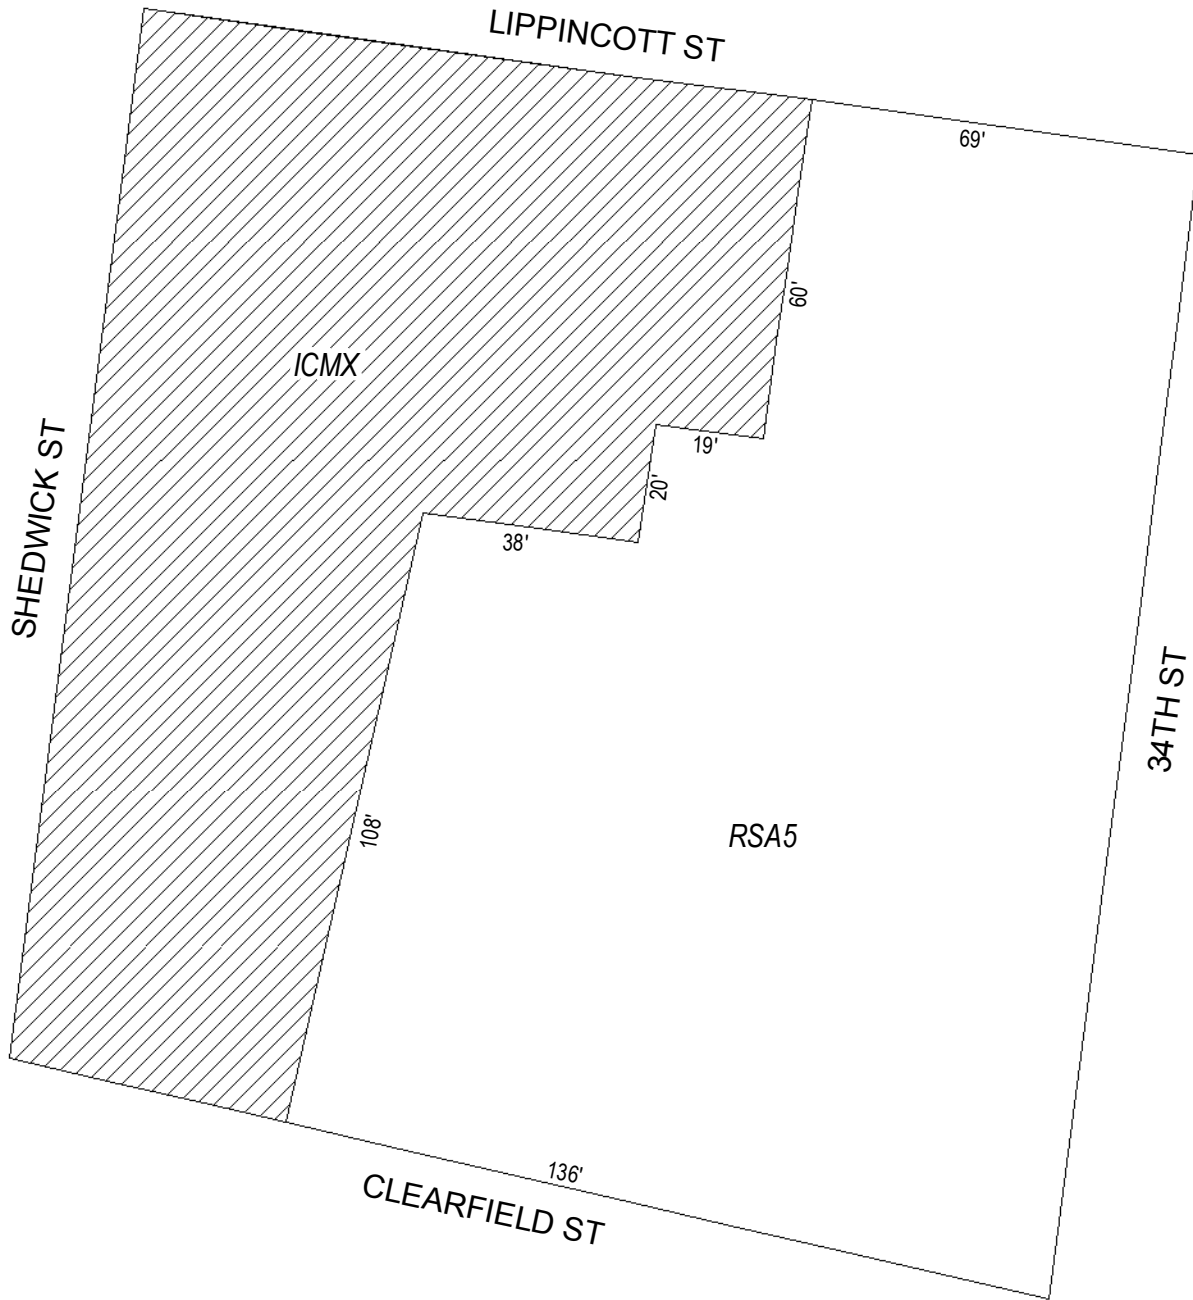 LIPPINCOTT ST
69'
60'
ICMX
19'
20'
38'
SHEDWICK ST
34TH ST
108'
RSA5
136'
CLEARFIELD ST